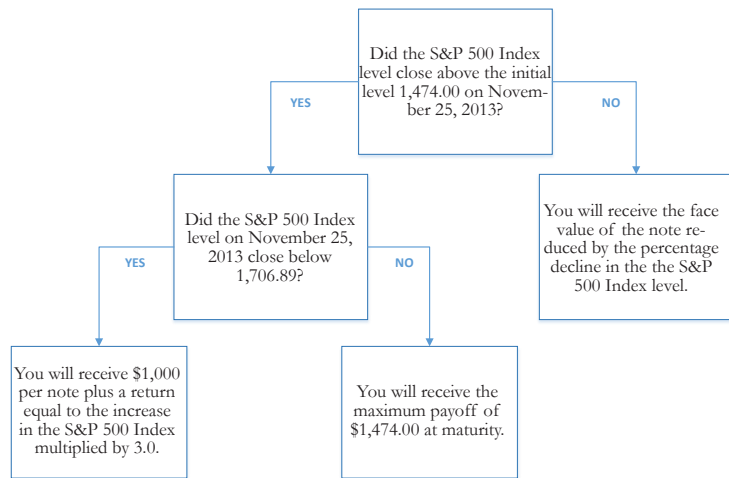 Did the S&P 500 Index
level close above the initial
level 1,474.00 on Novem-
ber 25, 2013?
YES
NO
Did the S&P 500 Index
level on November 25,
2013 close below
1,706.89?
You will receive the face
value of the note re-
duced by the percentage
decline in the the S&P
500 Index level.
YES
NO
You will receive $1,000
per note plus a return
equal to the increase
in the S&P 500 Index
multiplied by 3.0.
You will receive the
maximum payoff of
$1,474.00 at maturity.